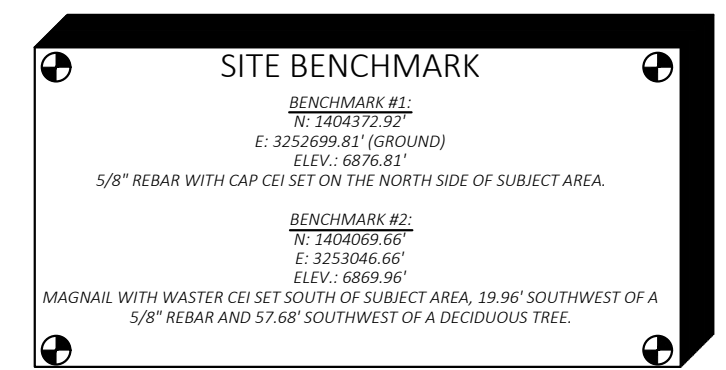 SITE BENCHMARK
BENCHMARK #1:
N: 1404372.92'
E: 3252699.81' (GROUND)
ELEV.: 6876.81'
5/8" REBAR WITH CAP CEI SET ON THE NORTH SIDE OF SUBJECT AREA.
BENCHMARK #2:
N: 1404069.66'
E: 3253046.66'
ELEV.: 6869.96'
MAGNAIL WITH WASTER CEI SET SOUTH OF SUBJECT AREA, 19.96' SOUTHWEST OF A
5/8" REBAR AND 57.68' SOUTHWEST OF A DECIDUOUS TREE.